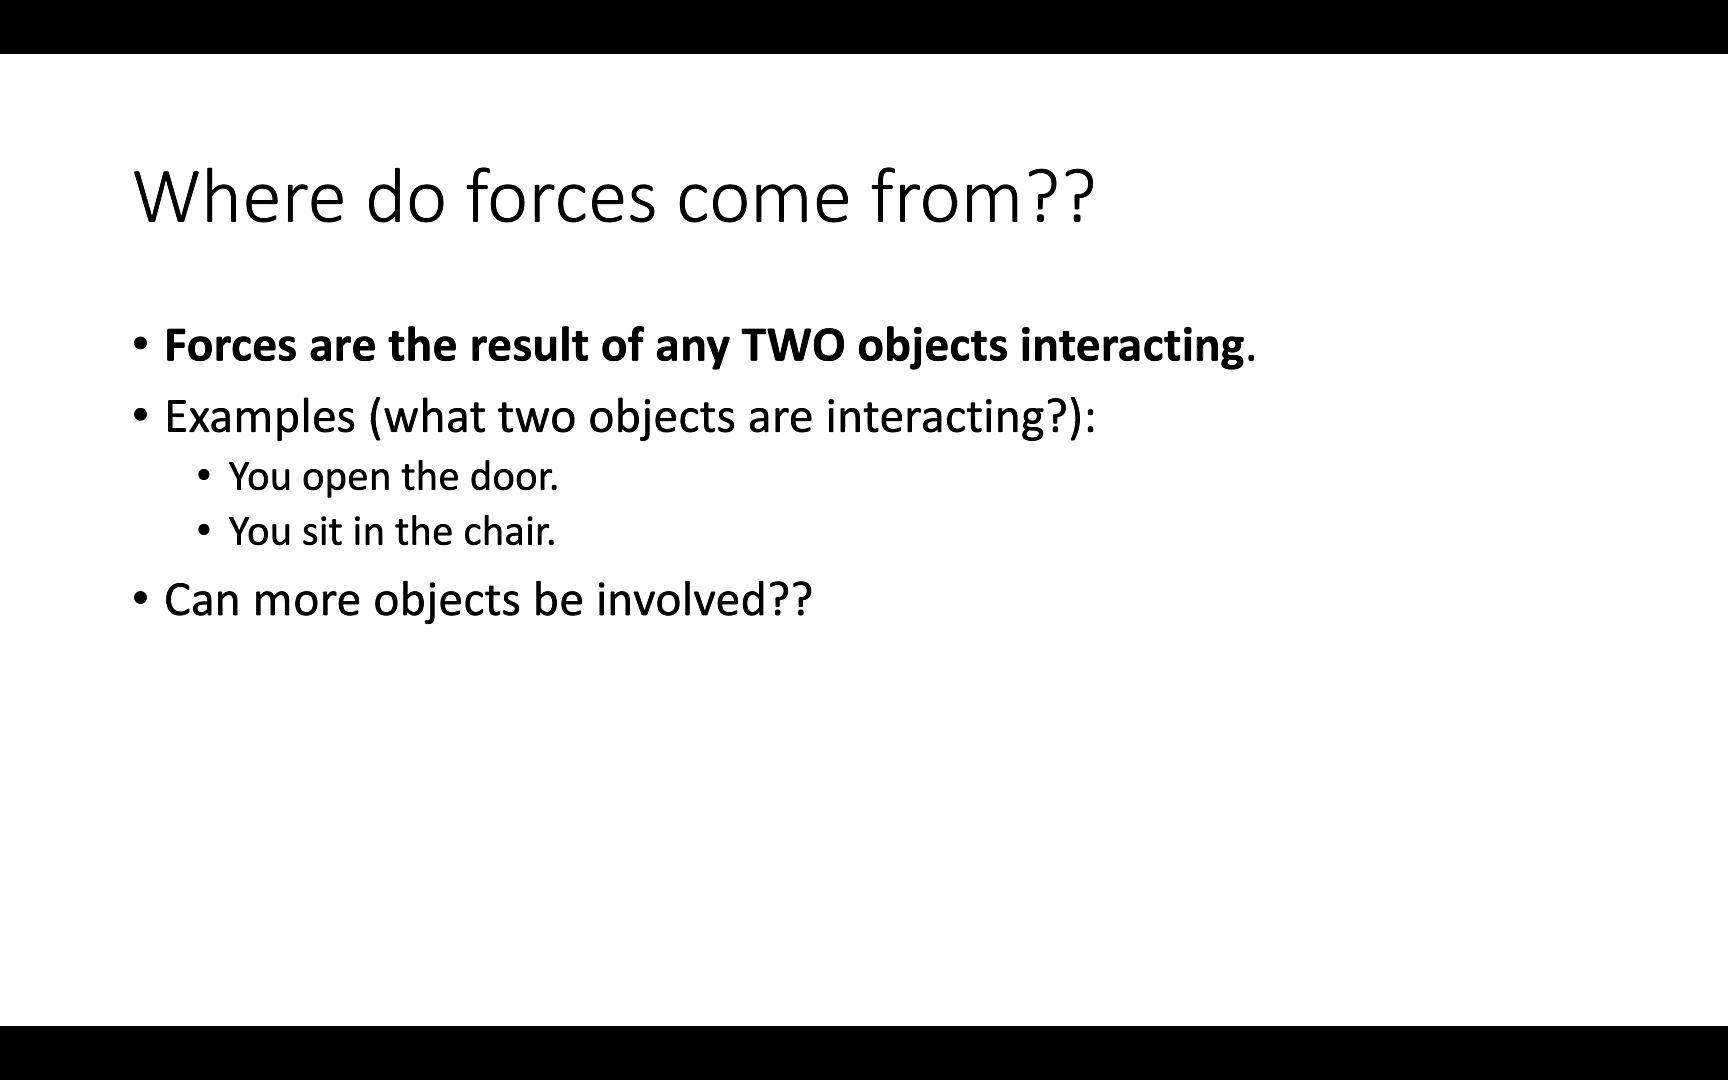 Where do forces come from??
• Forces are the result of any TWO objects interacting.
• Examples (what two objects are interacting?):
• You open the door.
• You sit in the chair.
• Can more objects be involved??